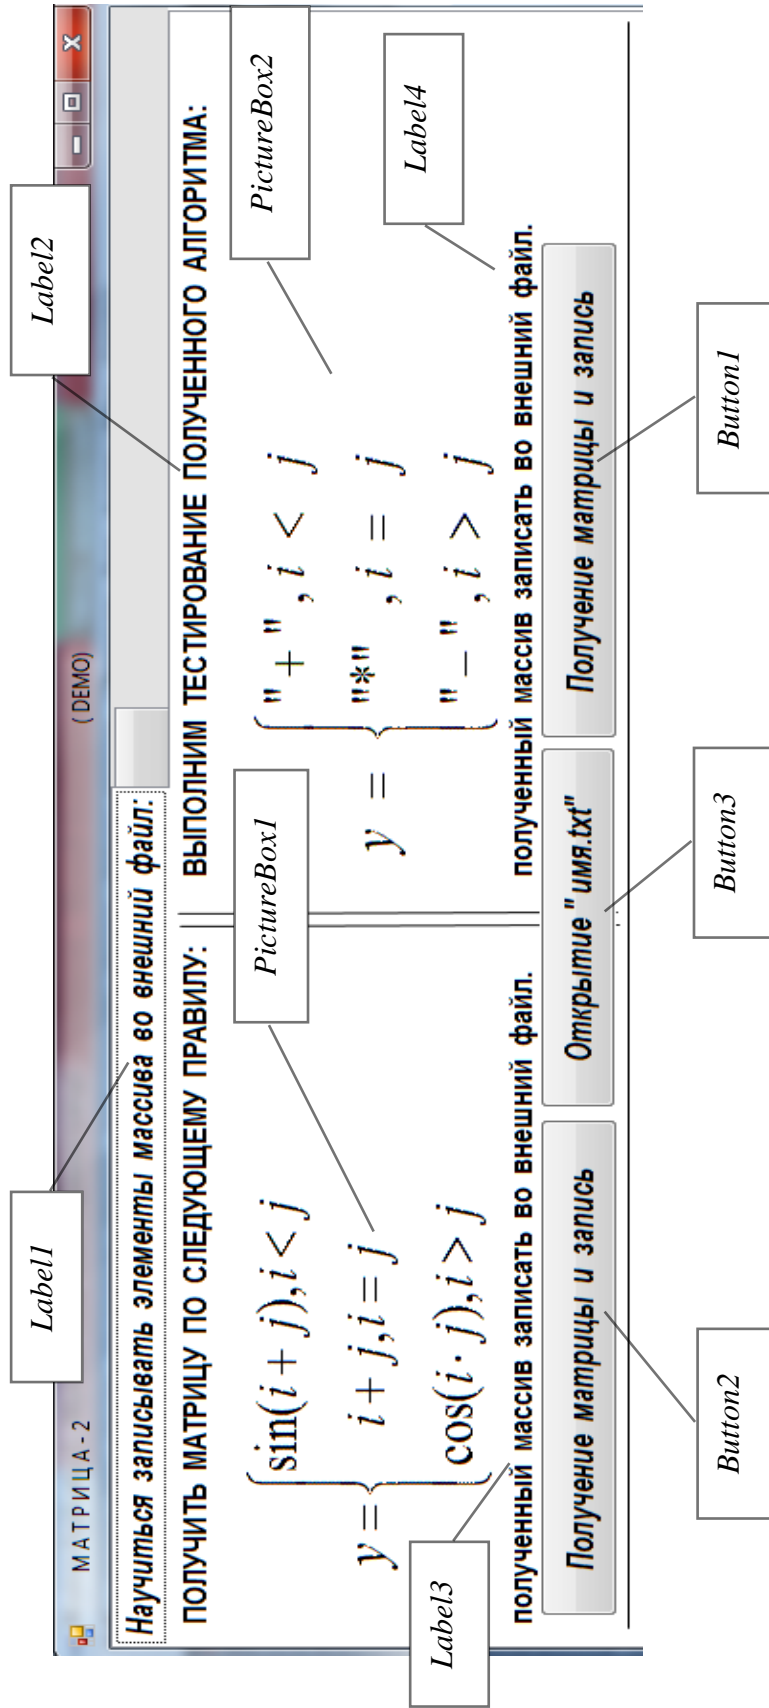 Label1
Label2
МАТРИЦА-2 (DEMO)
Научиться записывать элементы массива во внешний файл:
ПОЛУЧИТЬ МАТРИЦУ ПО СЛЕДУЮЩЕМУ ПРАВИЛУ:
ВЫПОЛНИМ ТЕСТИРОВАНИЕ ПОЛУЧЕННОГО АЛГОРИТМА:
PictureBox1
PictureBox2
y =
sin(i + j), i < j
i + j, i = j
cos(i · j), i > j
y =
"+" , i < j
"*" , i = j
"−" , i > j
Label3
Label4
полученный массив записать во внешний файл.
полученный массив записать во внешний файл.
Получение матрицы и запись
Открытие "имя.txt"
Получение матрицы и запись
Button2
Button3
Button1